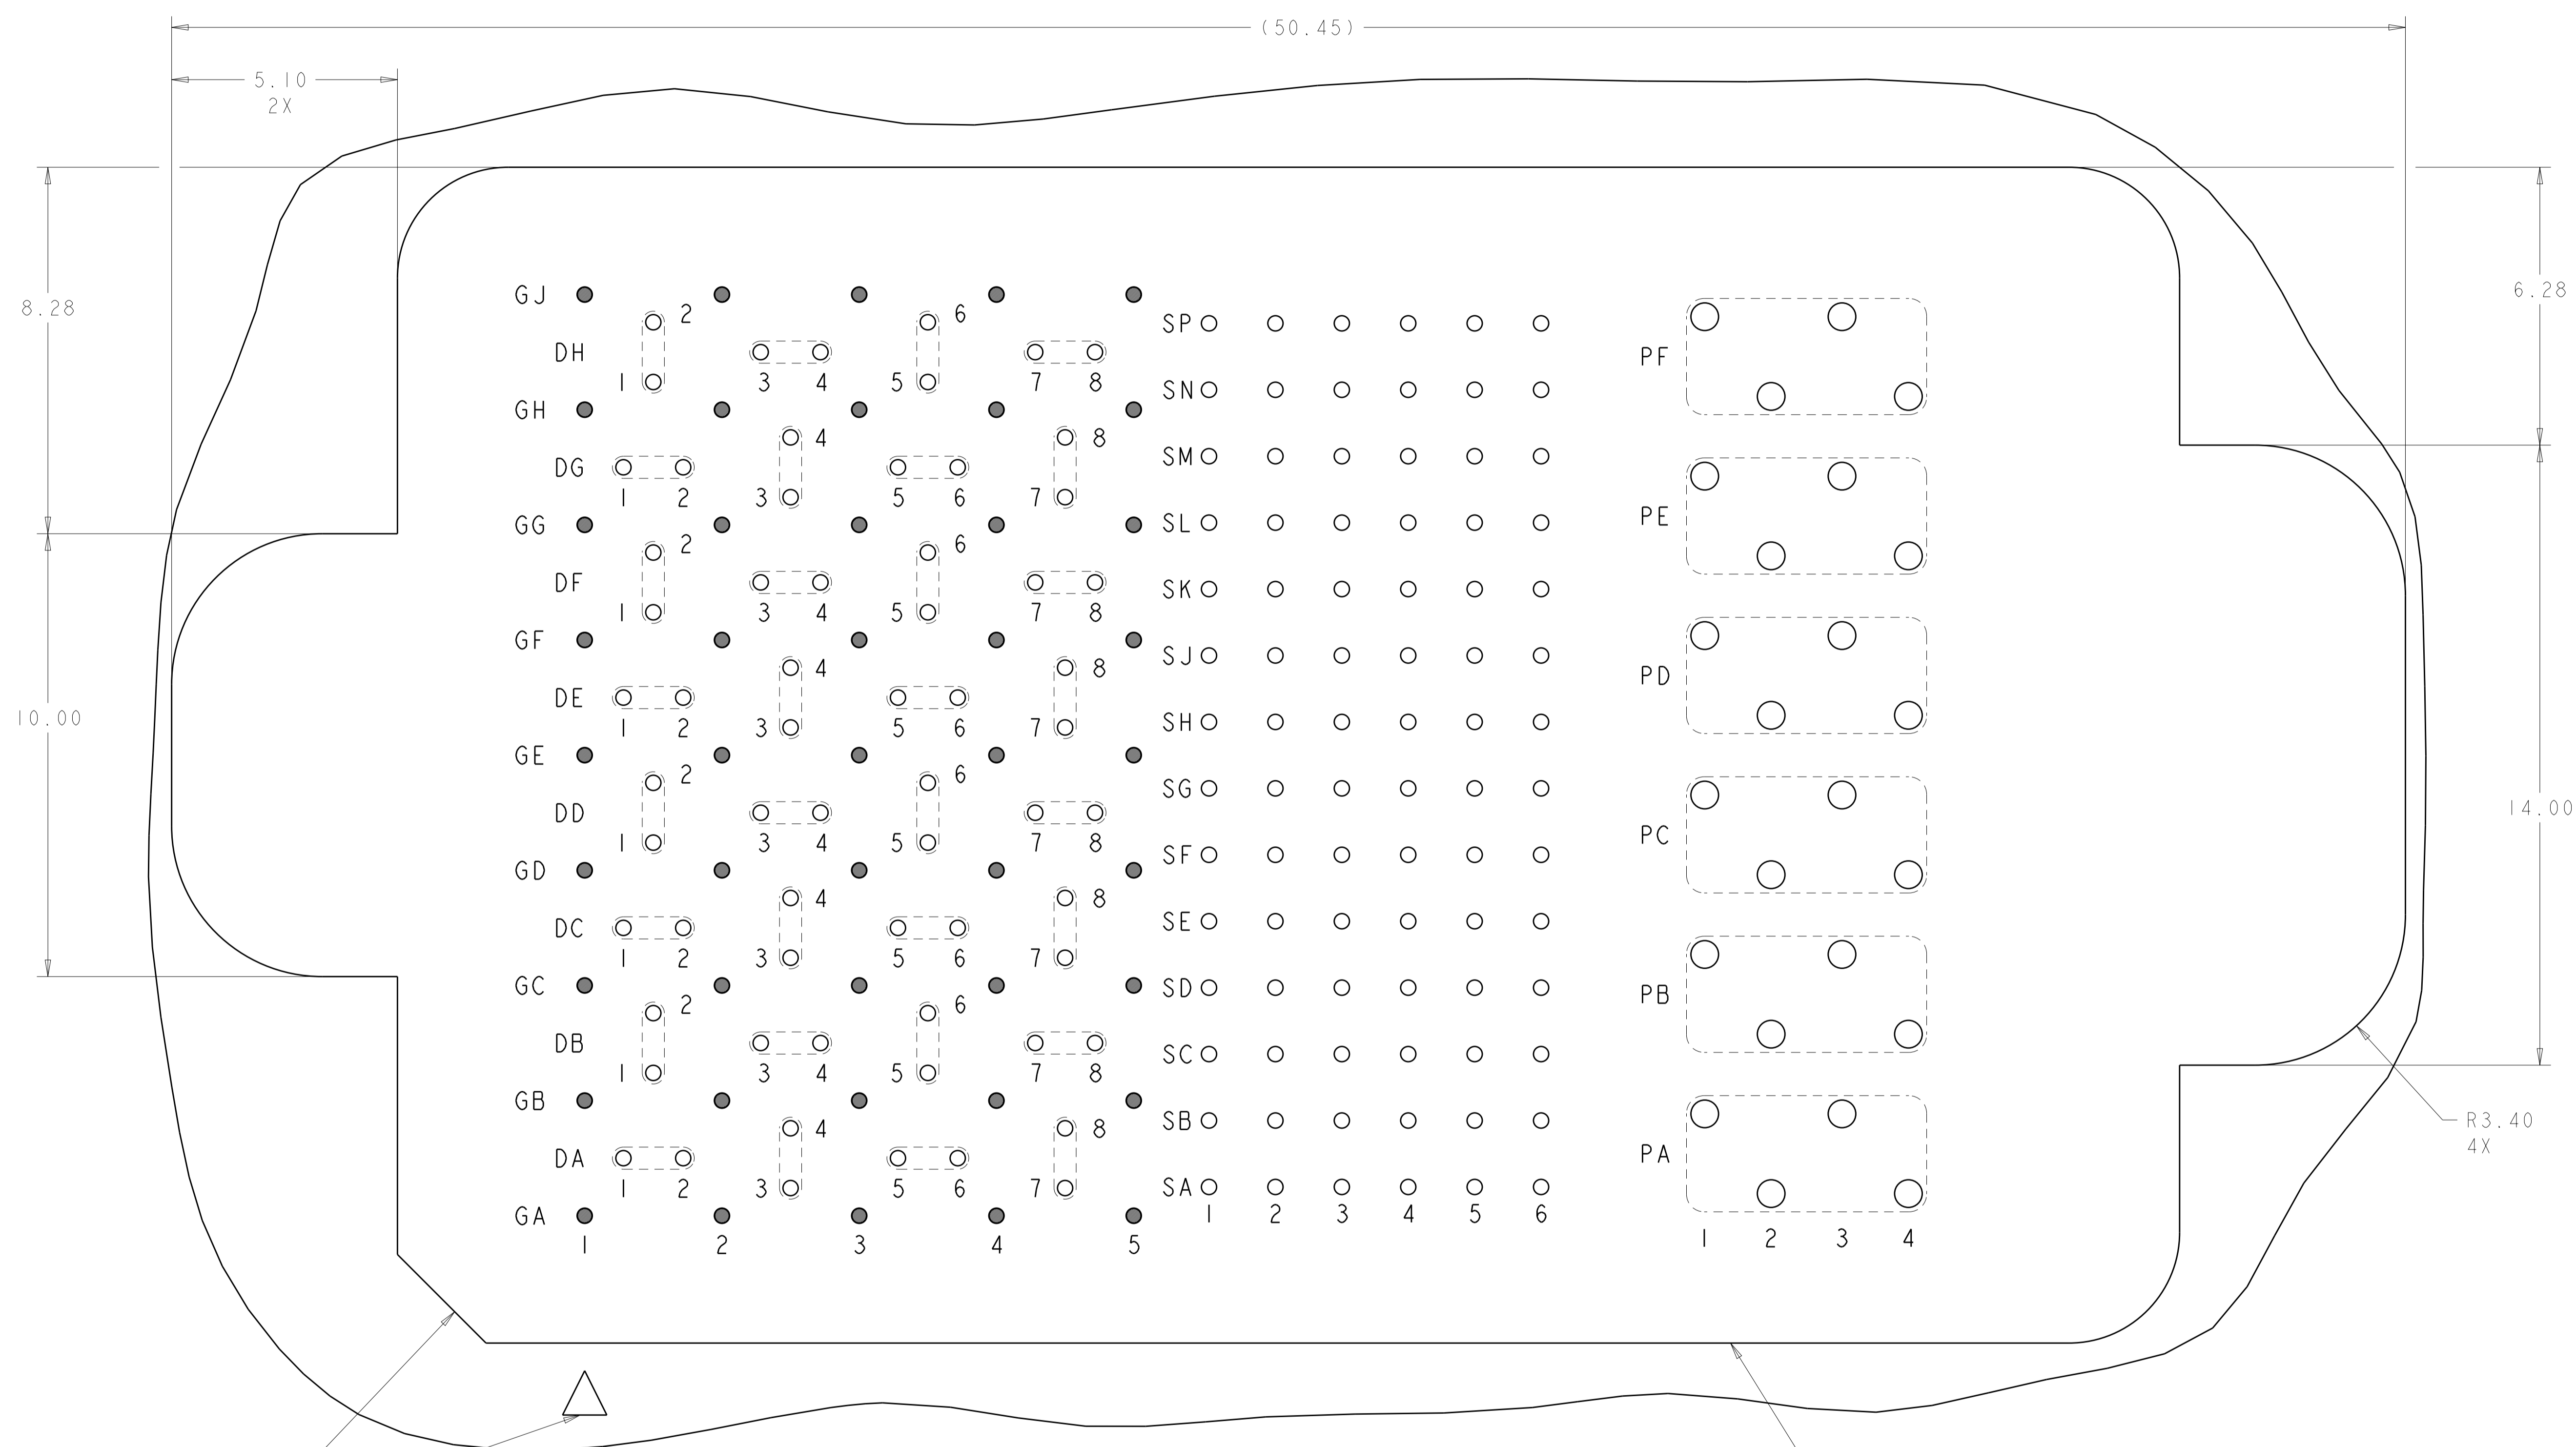 (50.45)
5.10
2X
8.28
6.28
GJ
2 6
SP
DH
PF
1 3 4 5 7 8
SN
GH
4 8
SM
DG
1 2 3 5 6 7
PE
GG
SL
2 6
DF
SK
1 3 4 5 7 8
GF
SJ
4 8
PD
DE
10.00
SH
1 2 3 5 6 7
GE
2 6
SG
14.00
DD
PC
1 3 4 5 7 8
SF
GD
4 8
SE
DC
1 2 3 5 6 7
GC
SD
PB
2 6
DB
SC
1 3 4 5 7 8
GB
SB
R3.40
4X
4 8
DA
PA
SA
1 2 3 5 6 7
GA
1 2 3 4 5 6
1 2 3 4
1 2 3 4 5